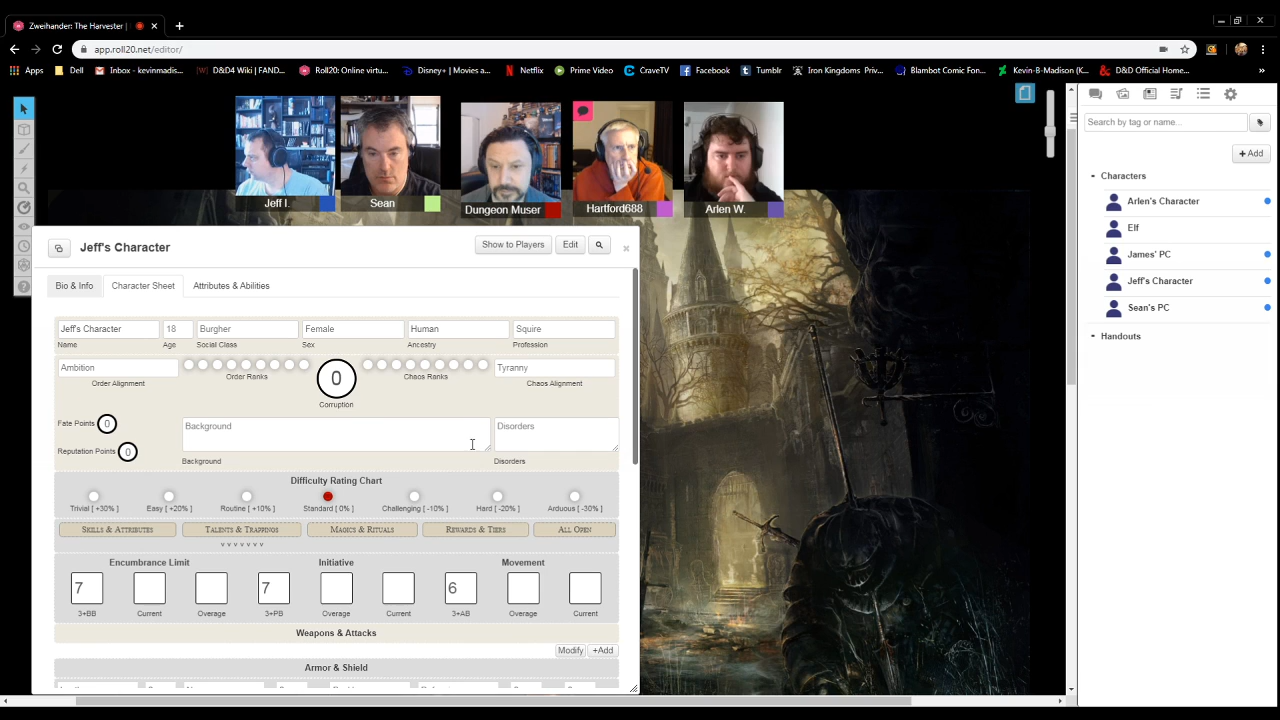 Zweihander: The Harvester |
app.roll20.net/editor/
Apps Dell Inbox - kevinmadis... D&D4 Wiki | FAND... Roll20: Online virtu... Disney+ | Movies a... Netflix Prime Video CraveTV Facebook Tumblr Iron Kingdoms Priv... Blambot Comic Fon... Kevin-B-Madison (K... D&D Official Home... »
Jeff I. Sean Dungeon Muser Hartford688 Arlen W.
Search by tag or name...
+ Add
Characters
Arlen's Character
Elf
James' PC
Jeff's Character
Sean's PC
Handouts
Jeff's Character
Show to Players Edit
Bio & Info Character Sheet Attributes & Abilities
Jeff's Character 18 Burgher Female Human Squire
Name Age Social Class Sex Ancestry Profession
Ambition 0 Tyranny
Order Alignment Order Ranks Chaos Ranks Chaos Alignment
Corruption
Fate Points 0 Background Disorders
Reputation Points 0
Background Disorders
Difficulty Rating Chart
Trivial [ +30% ] Easy [ +20% ] Routine [ +10% ] Standard [ 0% ] Challenging [ -10% ] Hard [ -20% ] Arduous [ -30% ]
Skills & Attributes Talents & Trappings Magics & Rituals Rewards & Tiers All Open
v v v v v v v
Encumbrance Limit Initiative Movement
7 7 6
3+BB Current Overage 3+PB Overage Current 3+AB Overage Current
Weapons & Attacks
Modify +Add
Armor & Shield